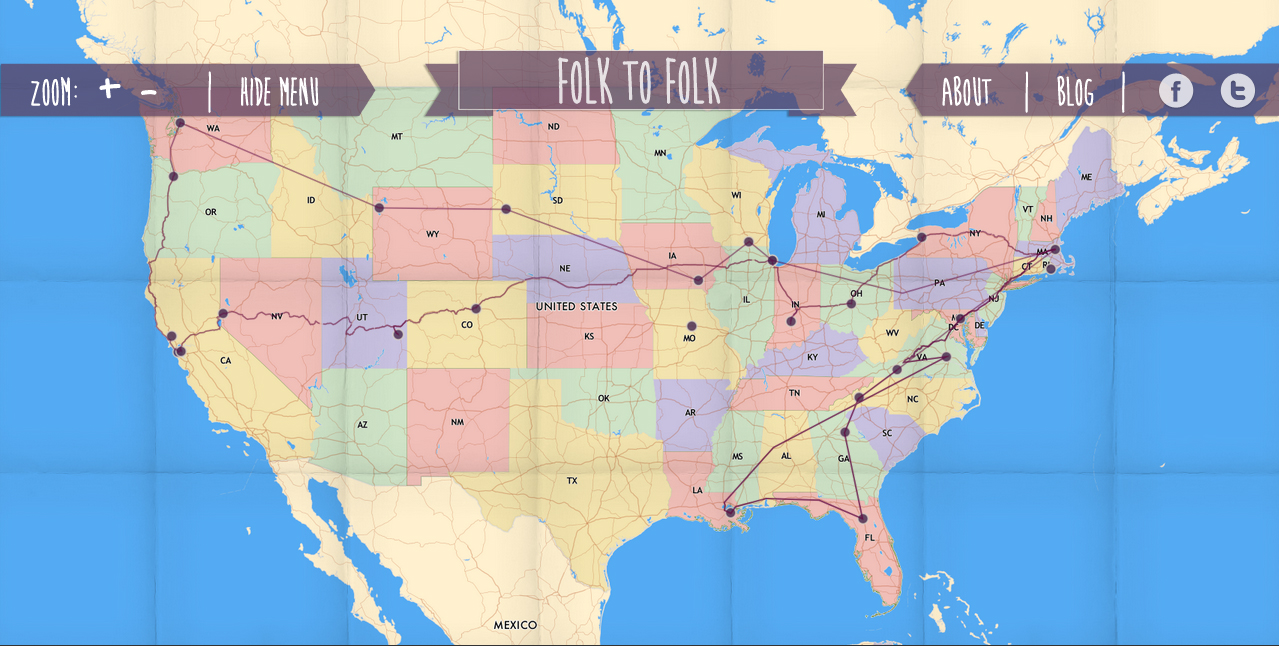 FOLK TO FOLK
ZOOM: + - | HIDE MENU
ABOUT | BLOG | f t
WA
MT
ND
MN
ME
OR
ID
SD
WI
MI
VT
NH
WY
NY
MA
IA
CT
NE
PA
UNITED STATES
IL
IN
OH
NJ
NV
UT
CO
KS
MO
WV
DC
DE
CA
KY
VA
AZ
NM
OK
AR
TN
NC
SC
MS
AL
GA
TX
LA
FL
MEXICO